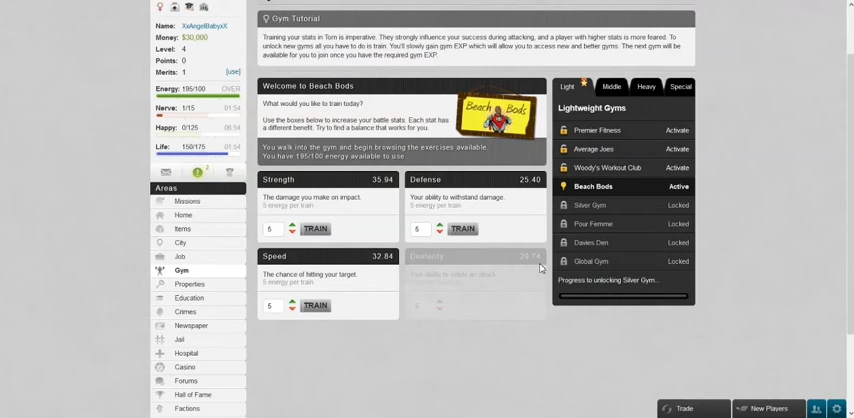 Name: XxAngelBabyxX
Money: $30,000
Level: 4
Points: 0
Merits: 1 [use]
Energy: 195/100 OVER
Nerve: 1/15 01:54
Happy: 0/125 06:54
Life: 150/175 01:54
2
Areas
Missions
Home
Items
City
Job
Gym
Properties
Education
Crimes
Newspaper
Jail
Hospital
Casino
Forums
Hall of Fame
Factions
Gym Tutorial
Training your stats in Torn is imperative. They strongly influence your success during attacking, and a player with higher stats is more feared. To
unlock new gyms all you have to do is train. You'll slowly gain gym EXP which will allow you to access new and better gyms. The next gym will be
available for you to join once you have the required gym EXP.
Welcome to Beach Bods
What would you like to train today?
Use the boxes below to increase your battle stats. Each stat has
a different benefit. Try to find a balance that works for you.
Beach Bods
You walk into the gym and begin browsing the exercises available.
You have 195/100 energy available to use.
Strength 35.94
The damage you make on impact.
5 energy per train
5 TRAIN
Defense 25.40
Your ability to withstand damage.
5 energy per train
5 TRAIN
Speed 32.84
The chance of hitting your target.
5 energy per train
5 TRAIN
Dexterity 29.74
Your ability to evade an attack.
5
Light Middle Heavy Special
Lightweight Gyms
Premier Fitness Activate
Average Joes Activate
Woody's Workout Club Activate
Beach Bods Active
Silver Gym Locked
Pour Femme Locked
Davies Den Locked
Global Gym Locked
Progress to unlocking Silver Gym...
Trade
New Players